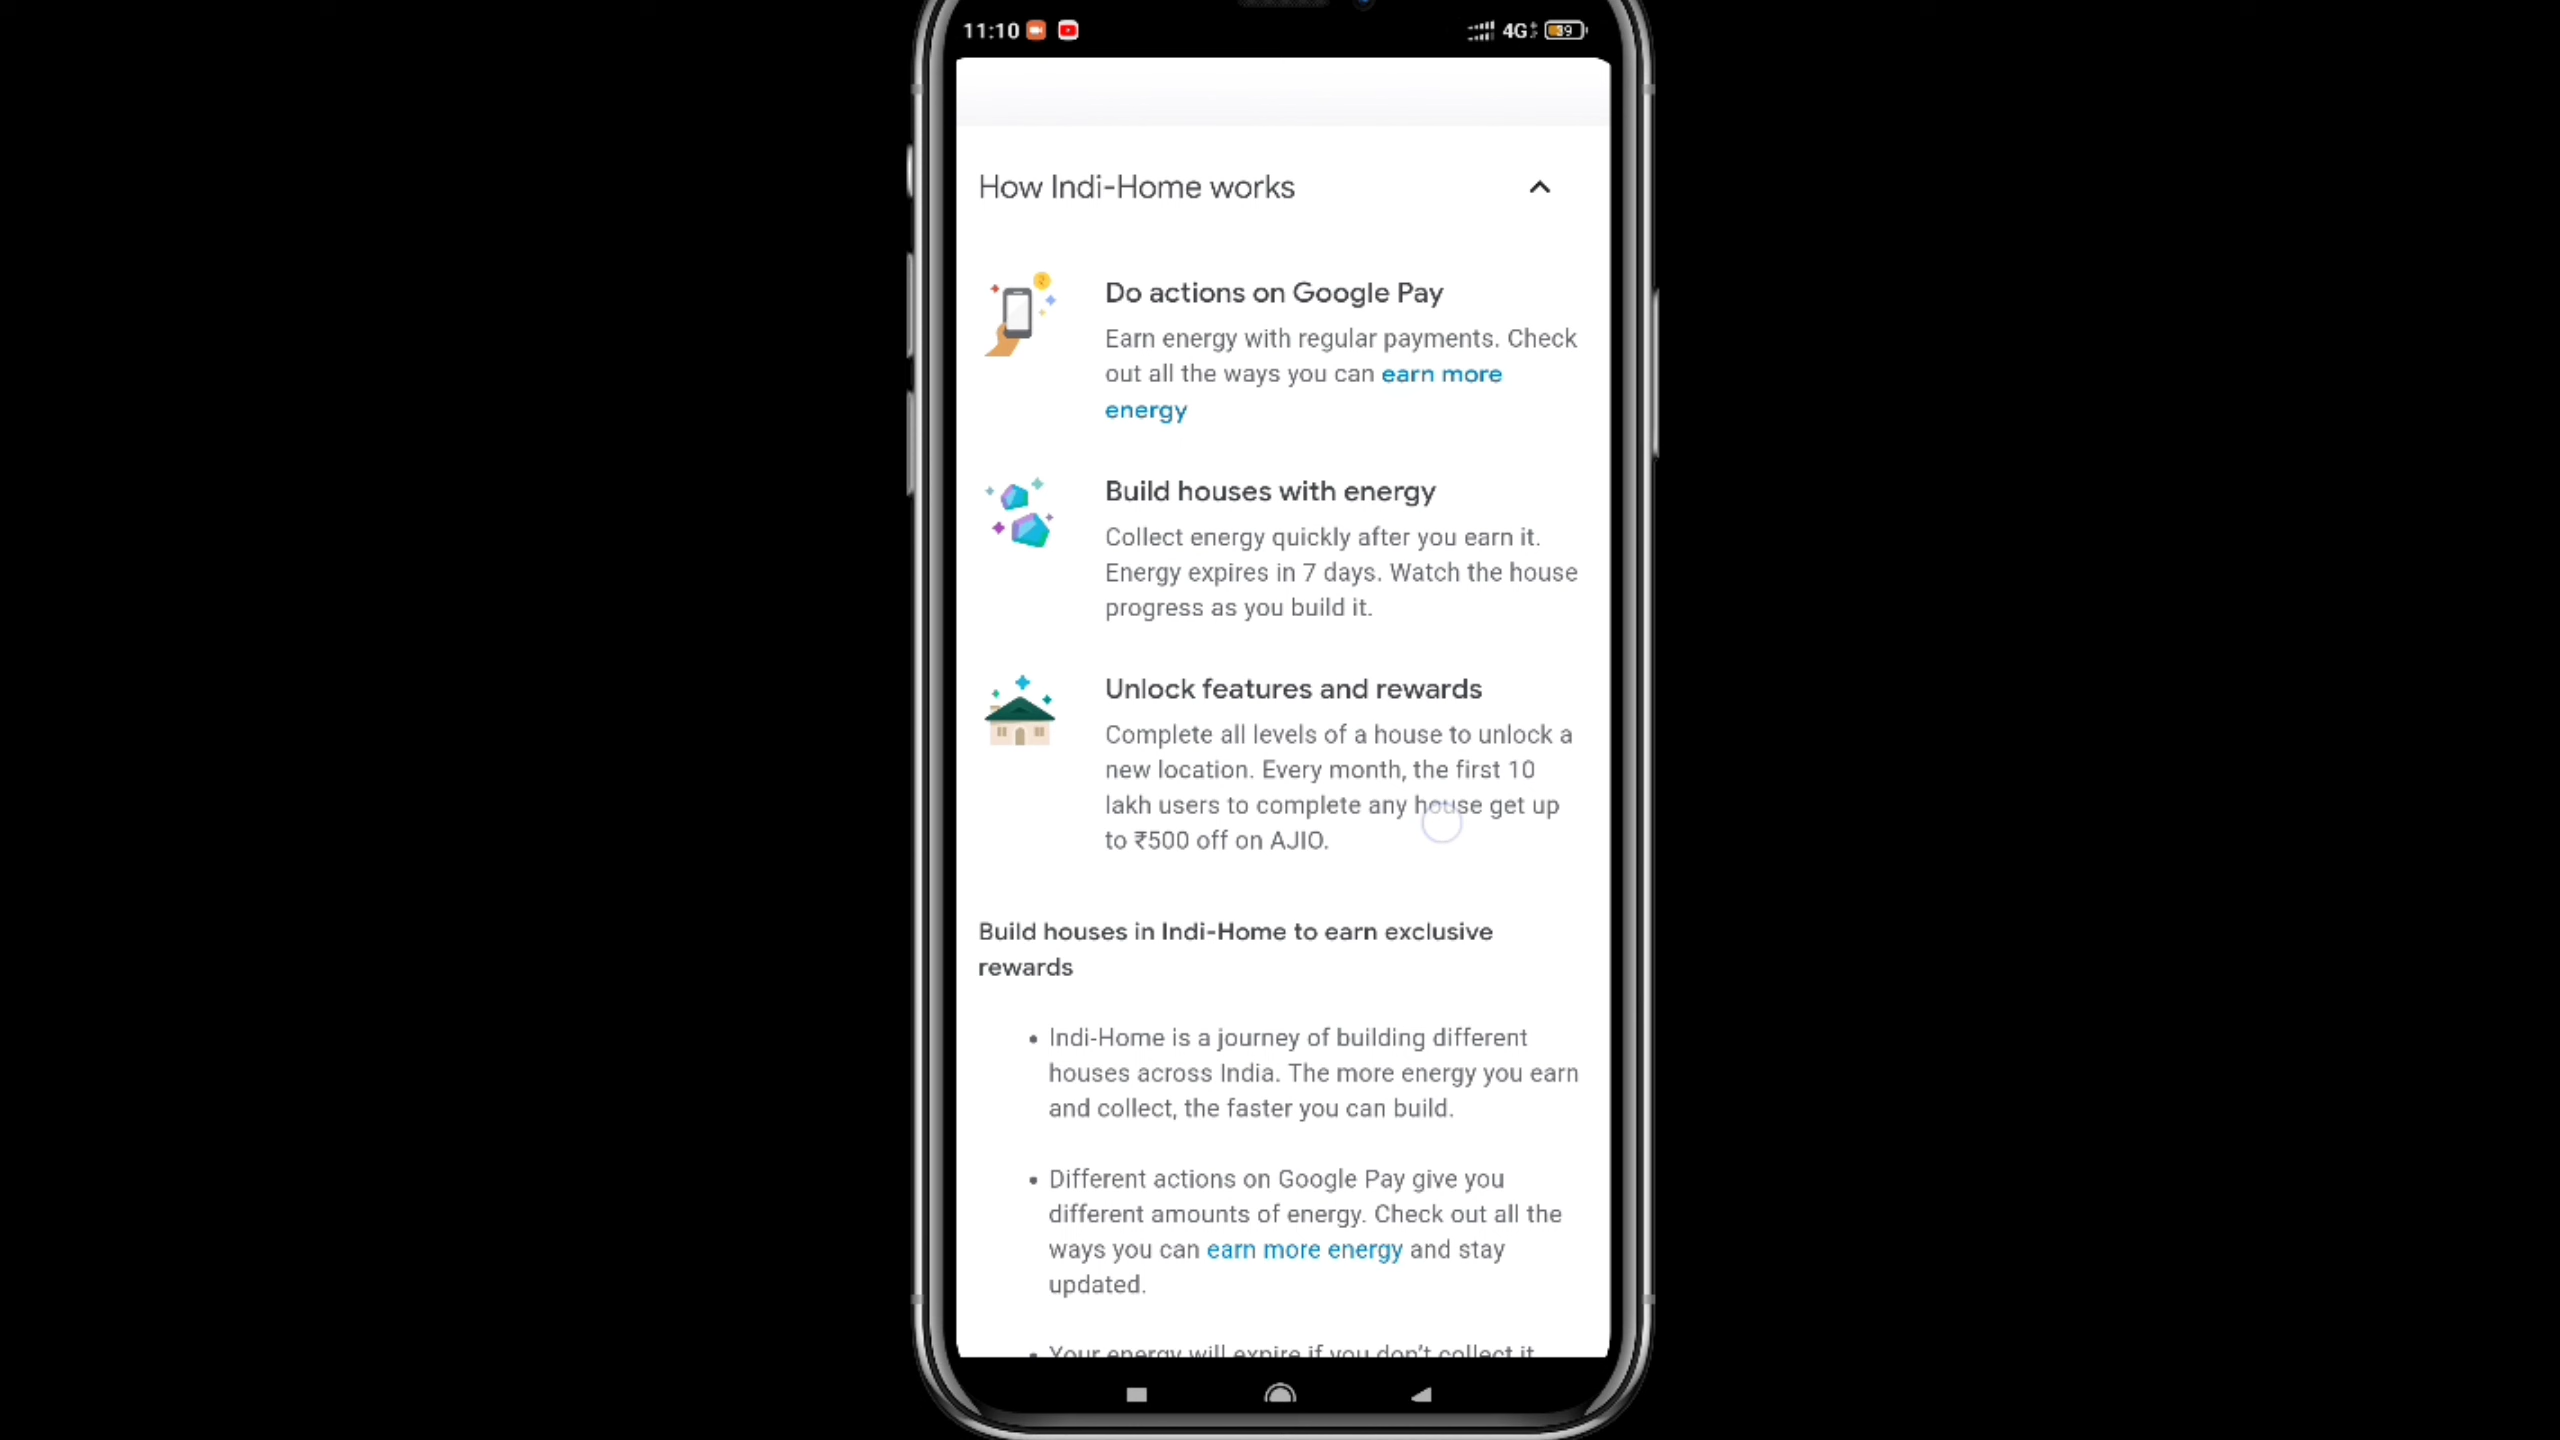 11:10
4G
39
How Indi-Home works
Do actions on Google Pay
Earn energy with regular payments. Check
out all the ways you can earn more
energy
Build houses with energy
Collect energy quickly after you earn it.
Energy expires in 7 days. Watch the house
progress as you build it.
Unlock features and rewards
Complete all levels of a house to unlock a
new location. Every month, the first 10
lakh users to complete any house get up
to ₹500 off on AJIO.
Build houses in Indi-Home to earn exclusive
rewards
• Indi-Home is a journey of building different
houses across India. The more energy you earn
and collect, the faster you can build.
• Different actions on Google Pay give you
different amounts of energy. Check out all the
ways you can earn more energy and stay
updated.
• Your energy will expire if you don't collect it